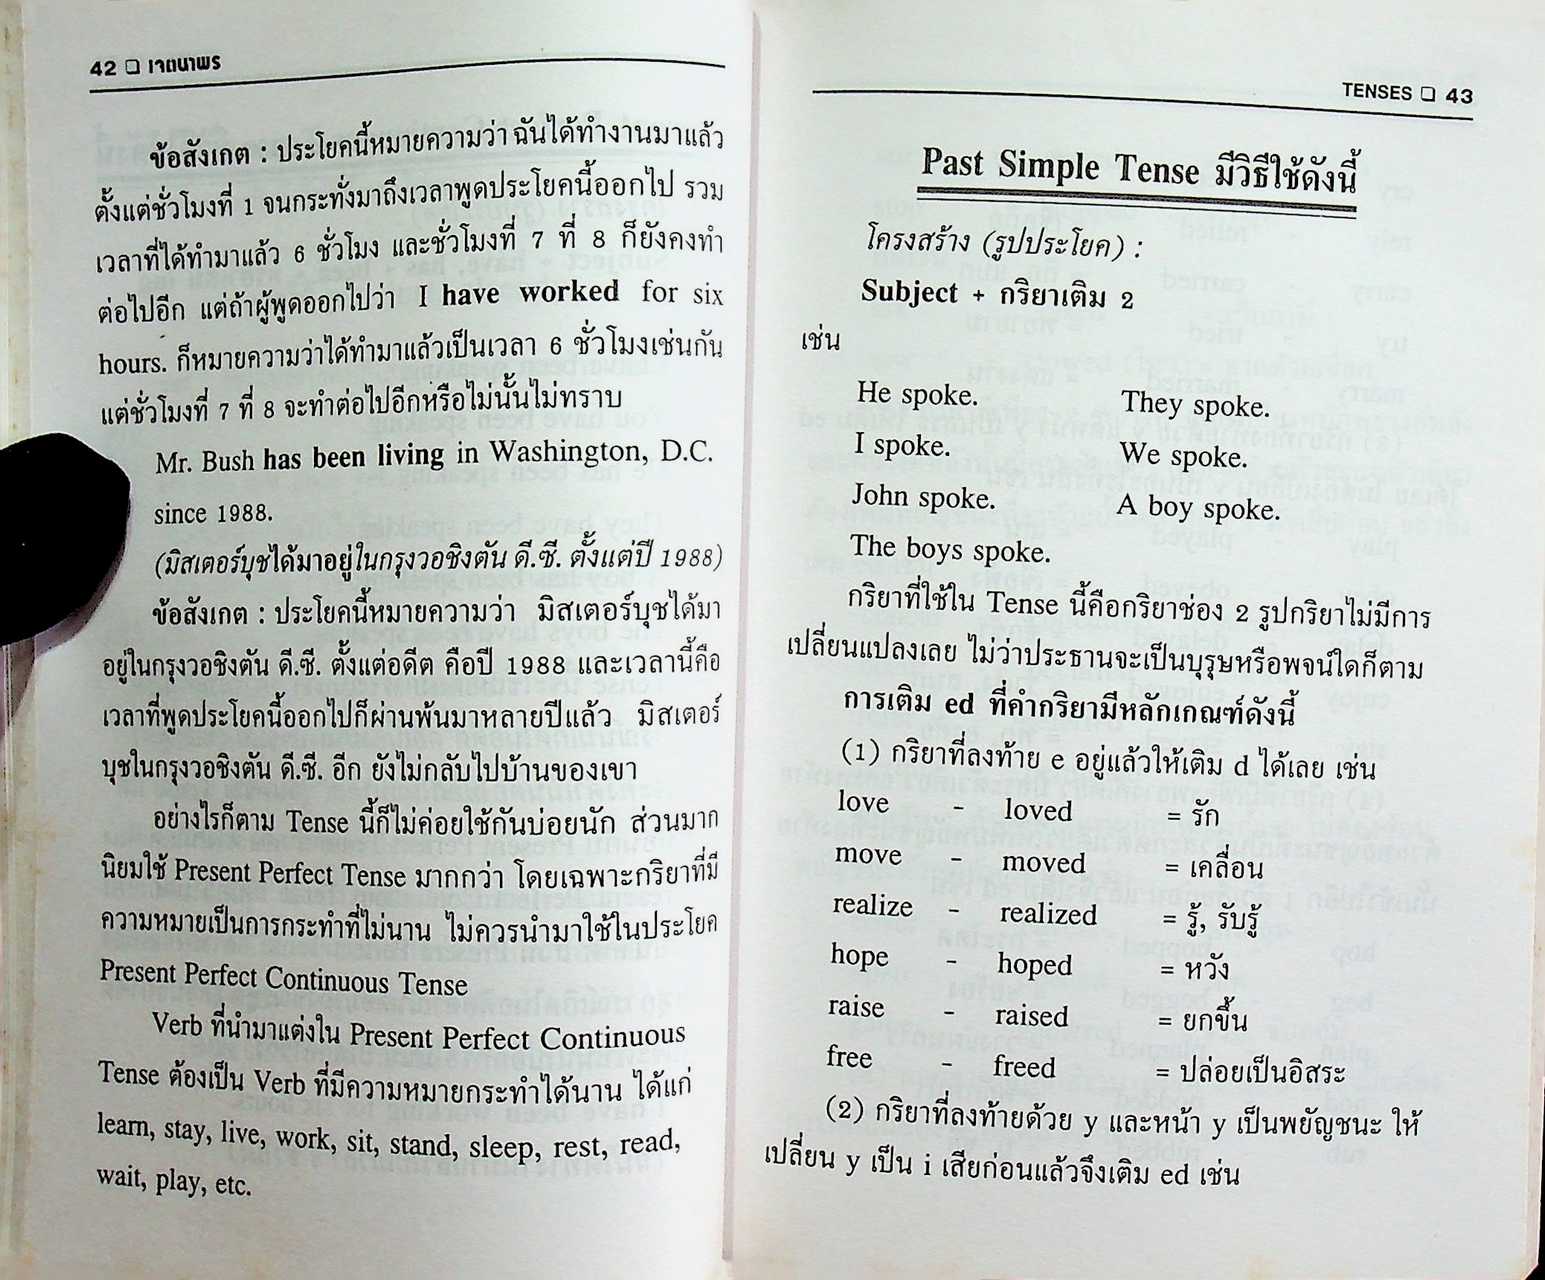 42 ❏ เจตนาพร
ข้อสังเกต : ประโยคนี้หมายความว่า ฉันได้ทำงานมาแล้ว
ตั้งแต่ชั่วโมงที่ 1 จนกระทั่งมาถึงเวลาพูดประโยคนี้ออกไป รวม
เวลาที่ได้ทำมาแล้ว 6 ชั่วโมง และชั่วโมงที่ 7 ที่ 8 ก็ยังคงทำ
ต่อไปอีก แต่ถ้าผู้พูดออกไปว่า I have worked for six
hours. ก็หมายความว่าได้ทำมาแล้วเป็นเวลา 6 ชั่วโมงเช่นกัน
แต่ชั่วโมงที่ 7 ที่ 8 จะทำต่อไปอีกหรือไม่นั้นไม่ทราบ
Mr. Bush has been living in Washington, D.C.
since 1988.
(มิสเตอร์บุชได้มาอยู่ในกรุงวอชิงตัน ดี.ซี. ตั้งแต่ปี 1988)
ข้อสังเกต : ประโยคนี้หมายความว่า มิสเตอร์บุชได้มา
อยู่ในกรุงวอชิงตัน ดี.ซี. ตั้งแต่อดีต คือปี 1988 และเวลานี้คือ
เวลาที่พูดประโยคนี้ออกไปก็ผ่านพ้นมาหลายปีแล้ว มิสเตอร์
บุชในกรุงวอชิงตัน ดี.ซี. อีก ยังไม่กลับไปบ้านของเขา
อย่างไรก็ตาม Tense นี้ก็ไม่ค่อยใช้กันบ่อยนัก ส่วนมาก
นิยมใช้ Present Perfect Tense มากกว่า โดยเฉพาะกริยาที่มี
ความหมายเป็นการกระทำที่ไม่นาน ไม่ควรนำมาใช้ในประโยค
Present Perfect Continuous Tense
Verb ที่นำมาแต่งใน Present Perfect Continuous
Tense ต้องเป็น Verb ที่มีความหมายกระทำได้นาน ได้แก่
learn, stay, live, work, sit, stand, sleep, rest, read,
wait, play, etc.
TENSES ❏ 43
Past Simple Tense มีวิธีใช้ดังนี้
โครงสร้าง (รูปประโยค) :
Subject + กริยาเติม 2
เช่น
He spoke. They spoke.
I spoke. We spoke.
John spoke. A boy spoke.
The boys spoke.
กริยาที่ใช้ใน Tense นี้คือกริยาช่อง 2 รูปกริยาไม่มีการ
เปลี่ยนแปลงเลย ไม่ว่าประธานจะเป็นบุรุษหรือพจน์ใดก็ตาม
การเติม ed ที่คำกริยามีหลักเกณฑ์ดังนี้
(1) กริยาที่ลงท้าย e อยู่แล้วให้เติม d ได้เลย เช่น
love - loved = รัก
move - moved = เคลื่อน
realize - realized = รู้, รับรู้
hope - hoped = หวัง
raise - raised = ยกขึ้น
free - freed = ปล่อยเป็นอิสระ
(2) กริยาที่ลงท้ายด้วย y และหน้า y เป็นพยัญชนะ ให้
เปลี่ยน y เป็น i เสียก่อนแล้วจึงเติม ed เช่น